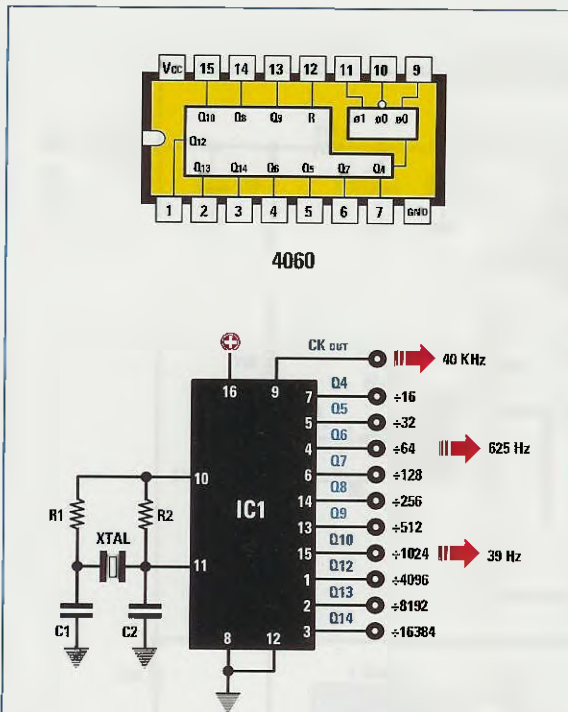 Vcc 15 14 13 12 11 10 9
Q10 Q8 Q9 R ø1 ø0 ø0
Q12
Q13 Q14 Q6 Q5 Q7 Q4
1 2 3 4 5 6 7 GND
4060
CK OUT
40 KHz
16 9
Q4
7 ÷16
Q5
5 ÷32
Q6
4 ÷64 625 Hz
Q7
6 ÷128
10
Q8
14 ÷256
R1 R2 IC1
Q9
13 ÷512
XTAL
Q10
11 15 ÷1024 39 Hz
Q12
1 ÷4096
Q13
2 ÷8192
C1 C2
Q14
8 12 3 ÷16384